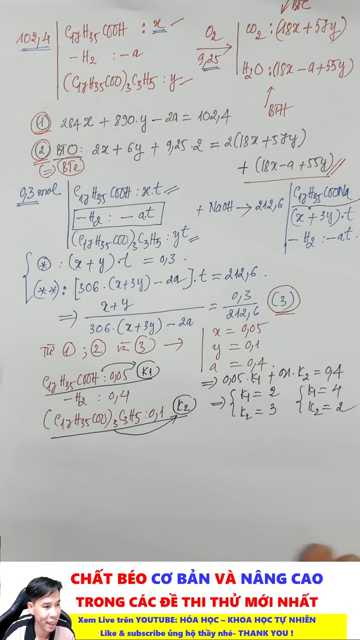 102,4
C₁₇H₃₅COOH : x
- H₂ : - a
(C₁₇H₃₅COO)₃C₃H₅ : y
O₂
9,25
CO₂ : (18x + 57y)
H₂O : (18x - a + 55y)
BTH
① 284x + 890.y - 2a = 102,4
② BTO: 2x + 6y + 9,25.2 = 2(18x + 57y)
+ (18x - a + 55y)
(=) BTe
0,3 mol
C₁₇H₃₅COOH : x.t
- H₂ : - at
(C₁₇H₃₅COO)₃C₃H₅ : yt
+ NaOH → 212,6
C₁₇H₃₅COONa
(x + 3y).t
- H₂ : - at.
(*) : (x + y).t = 0,3.
(**) : [306.(x + 3y) - 2a].t = 212,6.
⇒ x + y / 306.(x + 3y) - 2a = 0,3 / 212,6 (3)
Từ ① ; ② và ③ →
x = 0,05
y = 0,1
a = 0,4
C₁₇H₃₅COOH : 0,05 (K1)
- H₂ : 0,4
(C₁₇H₃₅COO)₃C₃H₅ : 0,1 (K2)
⇒ 0,05.K1 + 0,1.K2 = 0,4
⇒ { K1 = 2
K2 = 3
{ K1 = 4
K2 = 2
CHẤT BÉO CƠ BẢN VÀ NÂNG CAO
TRONG CÁC ĐỀ THI THỬ MỚI NHẤT
Xem Live trên YOUTUBE: HÓA HỌC – KHOA HỌC TỰ NHIÊN
Like & subscribe ủng hộ thầy nhé- THANK YOU !